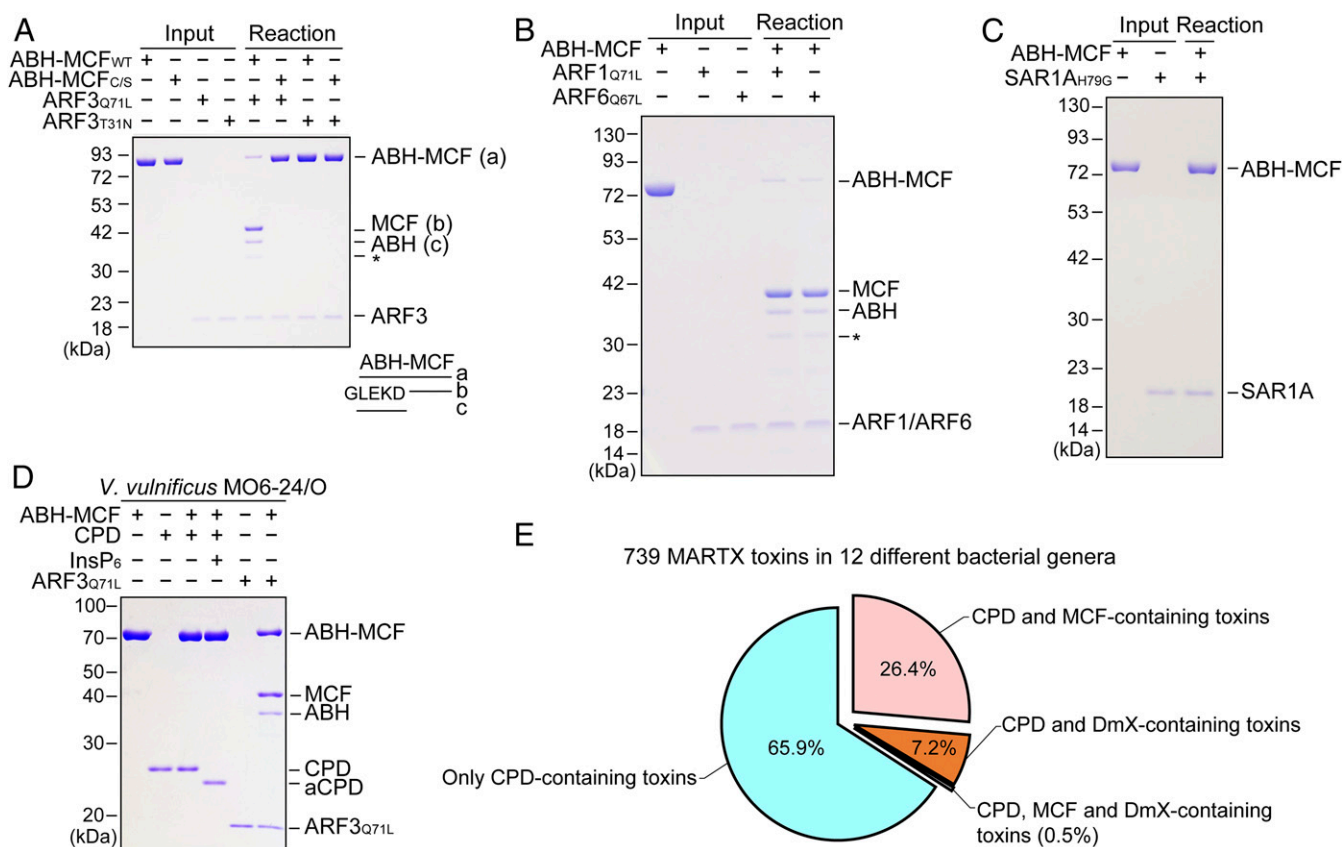 A
Input Reaction
ABH-MCFWT + – – – + – + –
ABH-MCFC/S – + – – – + – +
ARF3Q71L – – + – + + – –
ARF3T31N – – – + – – + +
93
72
53
42
30
23
18
(kDa)
ABH-MCF (a)
MCF (b)
ABH (c)
*
ARF3
ABH-MCF
a
GLEKD b
c
B
Input Reaction
ABH-MCF + – – + +
ARF1Q71L – + – + –
ARF6Q67L – – + – +
130
93
72
53
42
30
23
18
14
(kDa)
ABH-MCF
MCF
ABH
*
ARF1/ARF6
C
Input Reaction
ABH-MCF + – +
SAR1AH79G – + +
130
93
72
53
42
30
23
18
14
(kDa)
ABH-MCF
SAR1A
D
V. vulnificus MO6-24/O
ABH-MCF + – + + – +
CPD – + + + – –
InsP6 – – – + – –
ARF3Q71L – – – – + +
100
70
50
40
30
20
(kDa)
ABH-MCF
MCF
ABH
CPD
aCPD
ARF3Q71L
E
739 MARTX toxins in 12 different bacterial genera
CPD and MCF-containing toxins
26.4%
CPD and DmX-containing toxins
7.2%
65.9%
Only CPD-containing toxins
CPD, MCF and DmX-containing
toxins (0.5%)